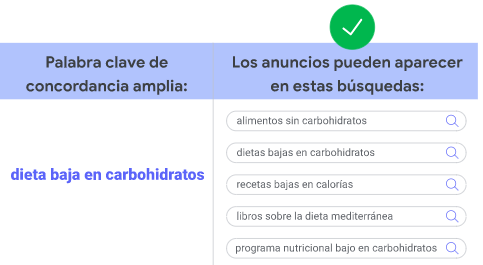 Palabra clave de
concordancia amplia:
Los anuncios pueden aparecer
en estas búsquedas:
dieta baja en carbohidratos
alimentos sin carbohidratos
dietas bajas en carbohidratos
recetas bajas en calorías
libros sobre la dieta mediterránea
programa nutricional bajo en carbohidratos